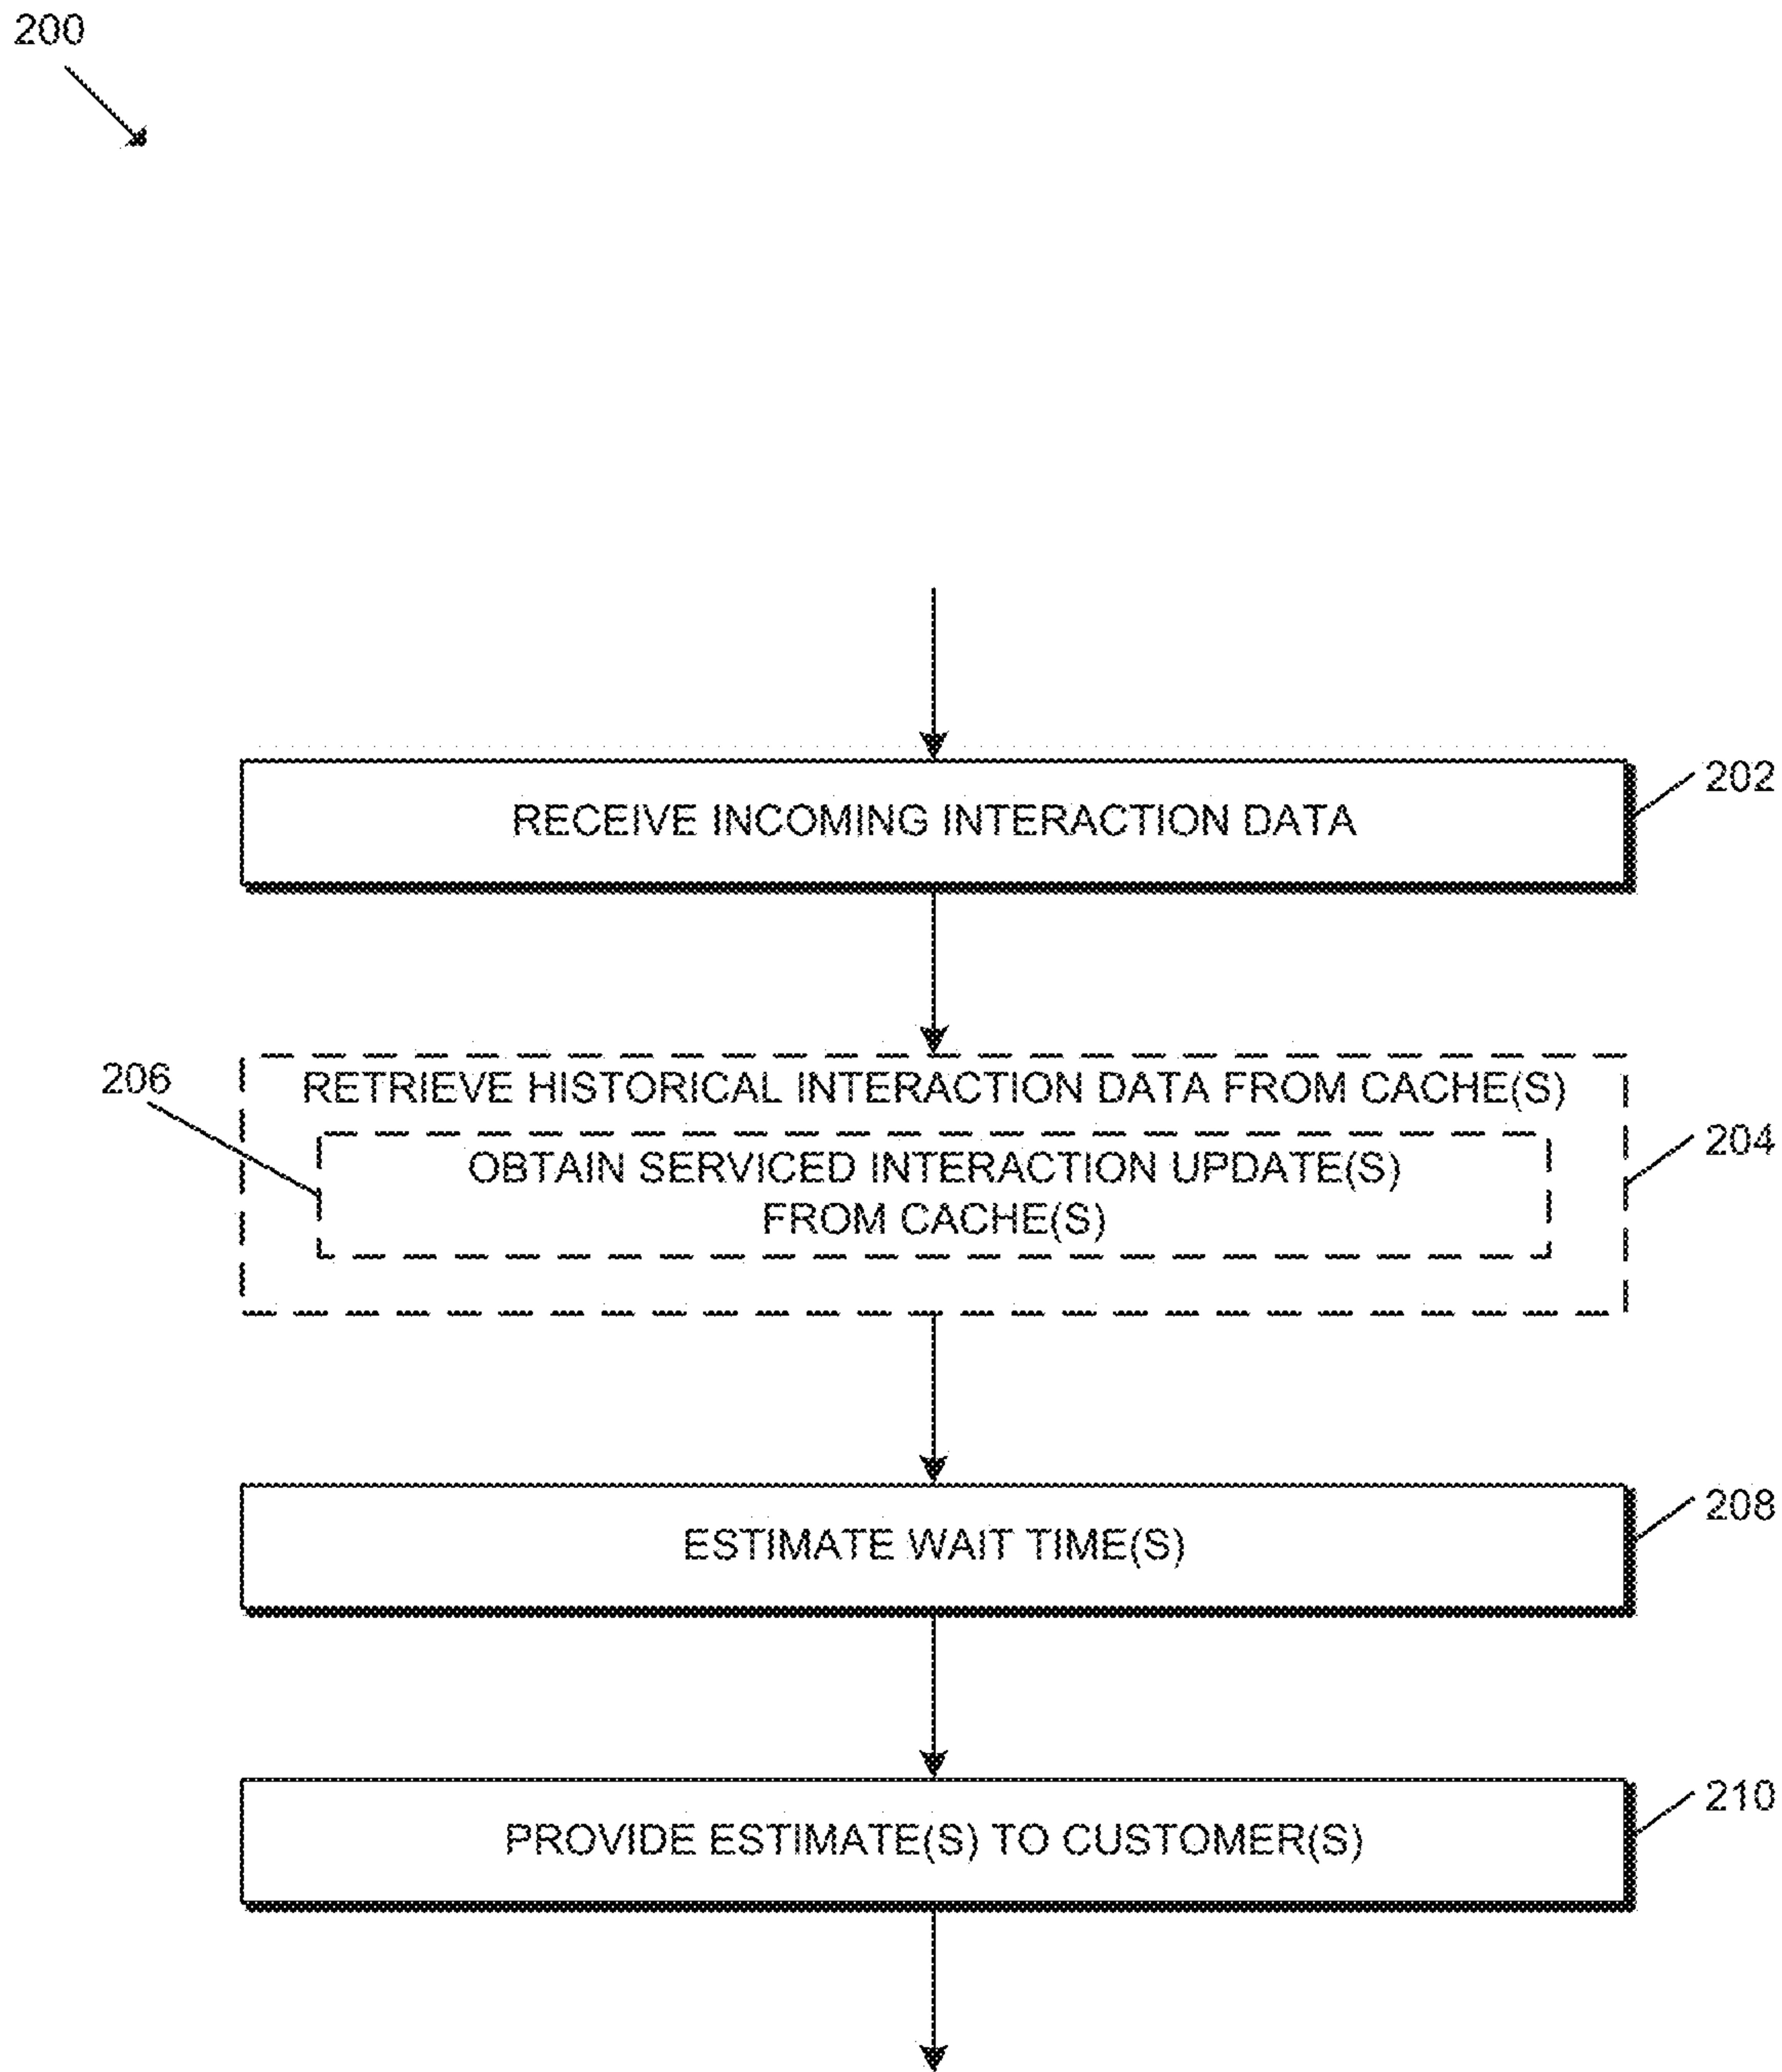 200
RECEIVE INCOMING INTERACTION DATA
202
RETRIEVE HISTORICAL INTERACTION DATA FROM CACHE(S)
206
OBTAIN SERVICED INTERACTION UPDATE(S)
FROM CACHE(S)
204
ESTIMATE WAIT TIME(S)
208
PROVIDE ESTIMATE(S) TO CUSTOMER(S)
210